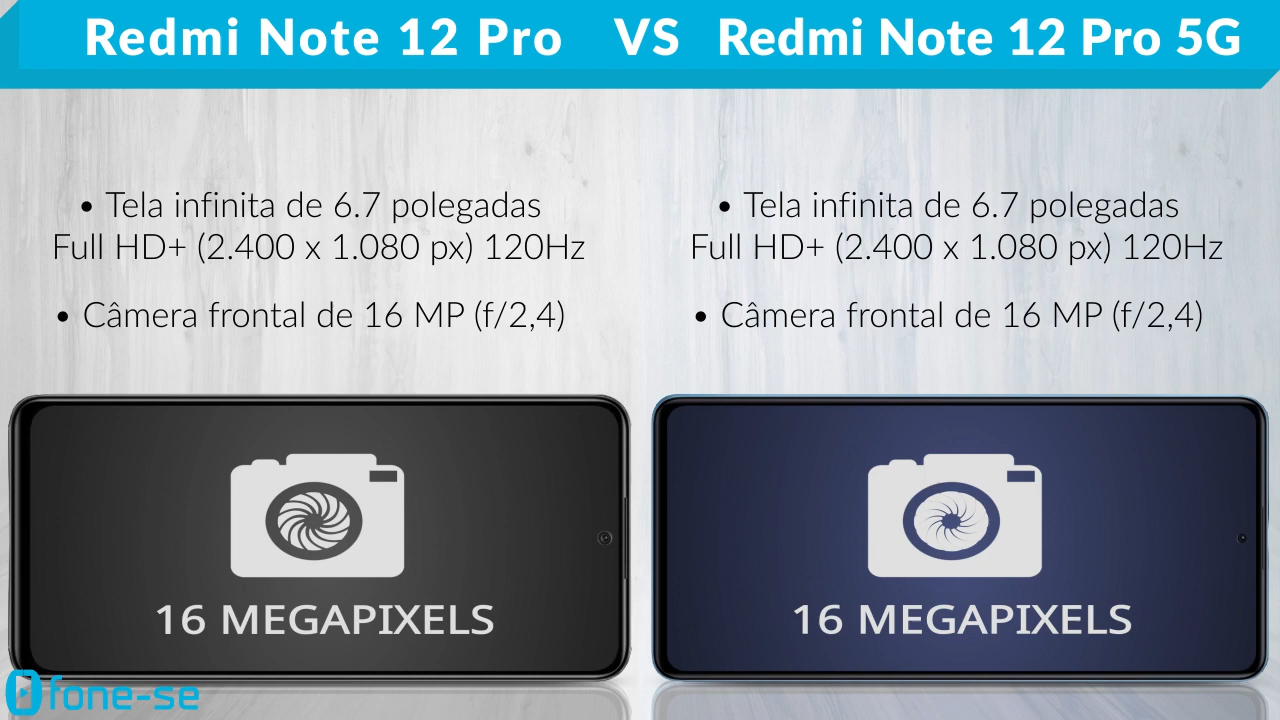 Redmi Note 12 Pro VS Redmi Note 12 Pro 5G
• Tela infinita de 6.7 polegadas
Full HD+ (2.400 x 1.080 px) 120Hz
• Câmera frontal de 16 MP (f/2,4)
• Tela infinita de 6.7 polegadas
Full HD+ (2.400 x 1.080 px) 120Hz
• Câmera frontal de 16 MP (f/2,4)
16 MEGAPIXELS
16 MEGAPIXELS
fone-se